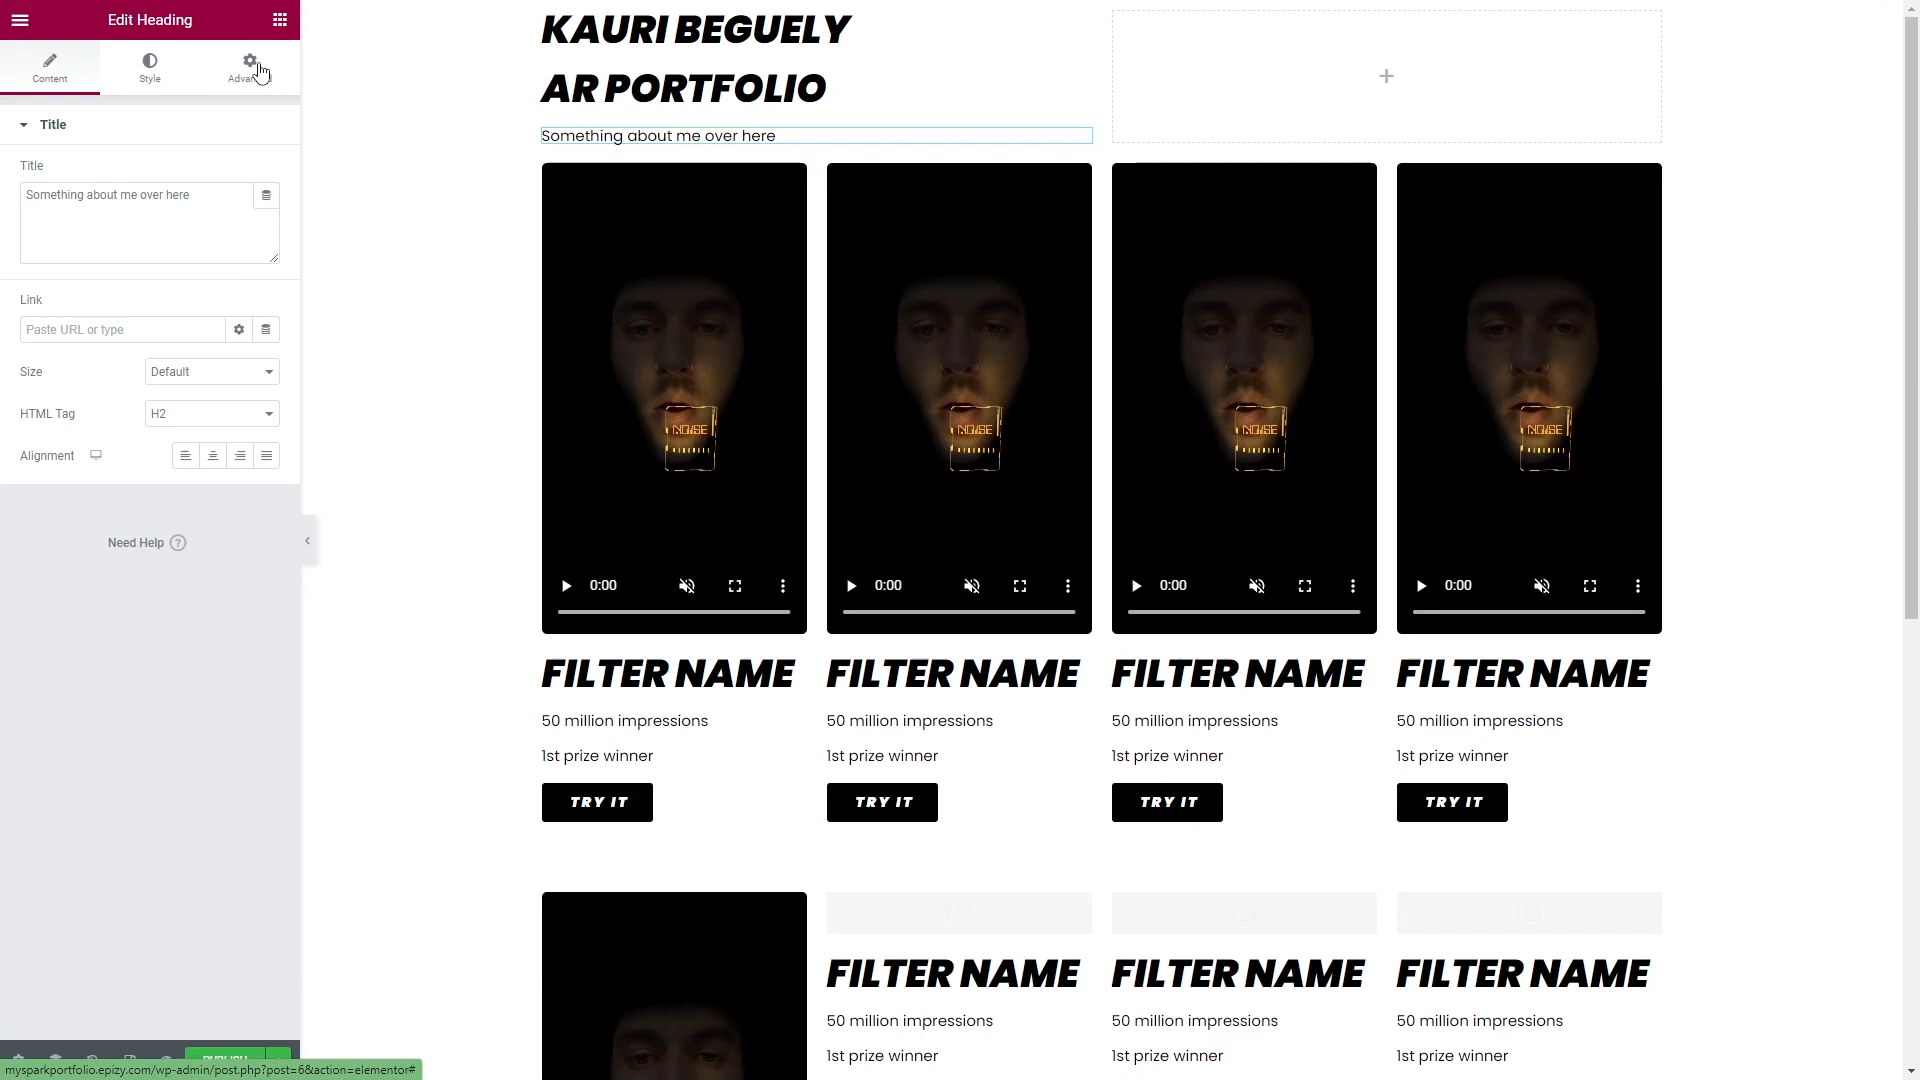 Edit Heading
Content
Style
Advanced
Title
Title
Something about me over here
Link
Paste URL or type
Size
Default
HTML Tag
H2
Alignment
Need Help ?
PUBLISH
mysparkportfolio.epizy.com/wp-admin/post.php?post=6&action=elementor#
KAURI BEGUELY
AR PORTFOLIO
Something about me over here
NOISE NOISE NOISE NOISE
0:00 0:00 0:00 0:00
FILTER NAME FILTER NAME FILTER NAME FILTER NAME
50 million impressions 50 million impressions 50 million impressions 50 million impressions
1st prize winner 1st prize winner 1st prize winner 1st prize winner
TRY IT TRY IT TRY IT TRY IT
FILTER NAME FILTER NAME FILTER NAME
50 million impressions 50 million impressions 50 million impressions
1st prize winner 1st prize winner 1st prize winner